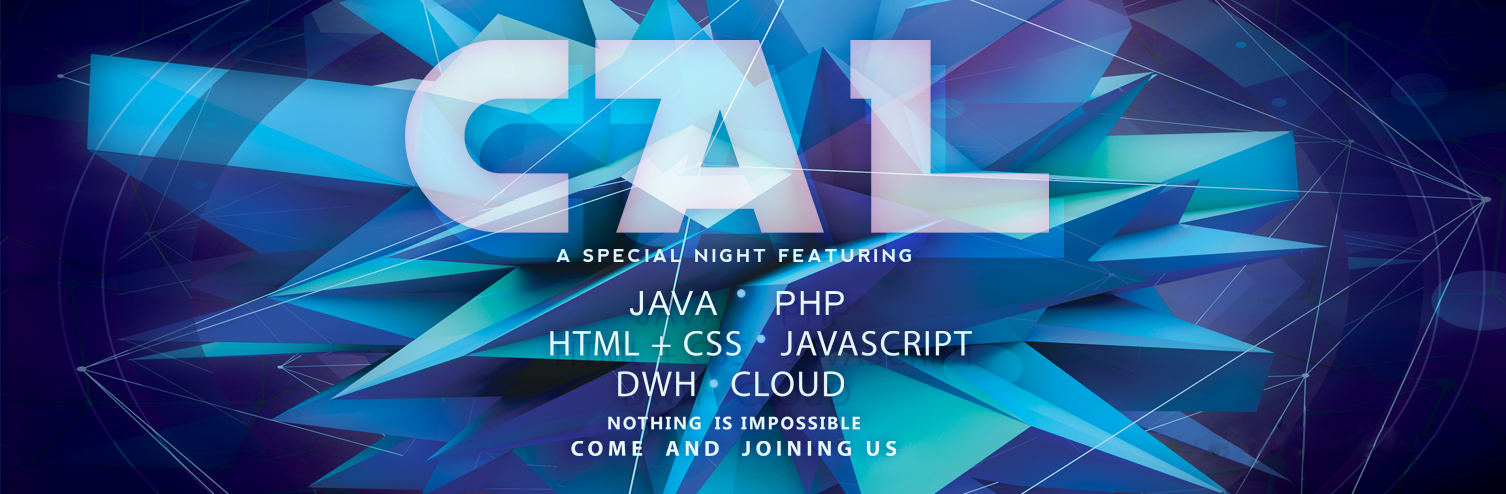 CAL
A SPECIAL NIGHT FEATURING
JAVA • PHP
HTML + CSS • JAVASCRIPT
DWH • CLOUD
NOTHING IS IMPOSSIBLE
COME AND JOINING US